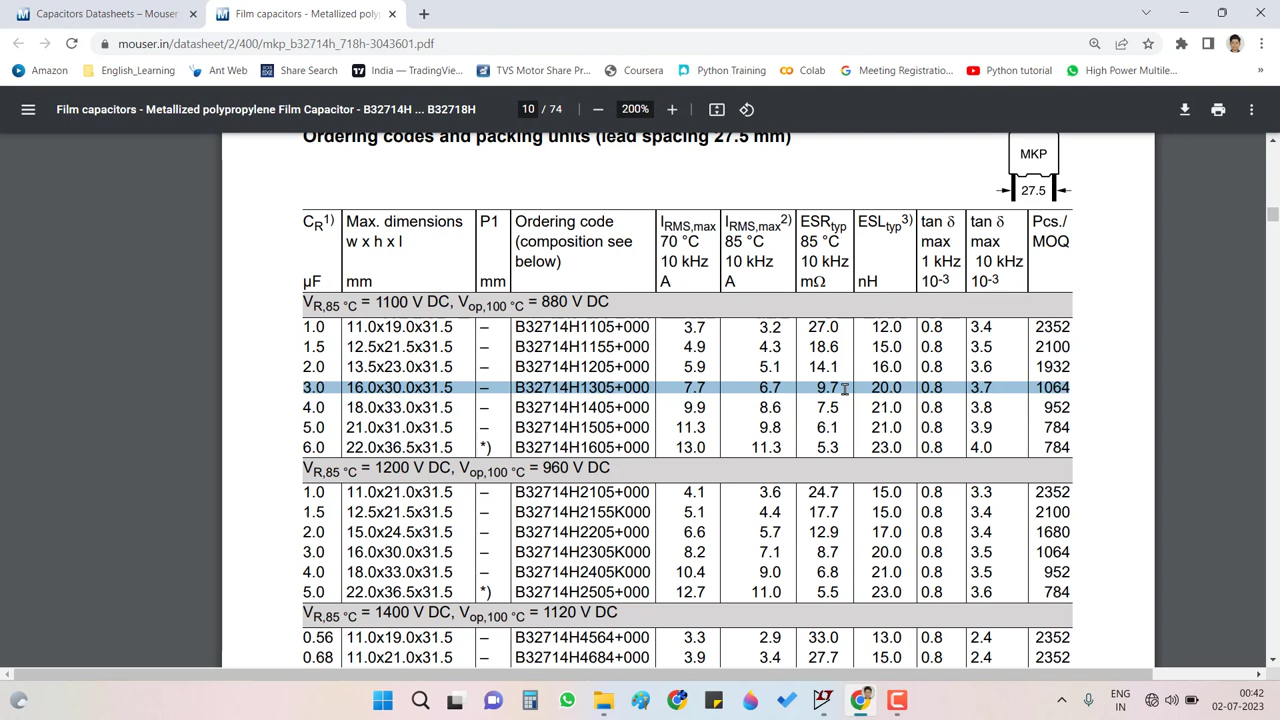 Capacitors Datasheets – Mouser
Film capacitors - Metallized poly
mouser.in/datasheet/2/400/mkp_b32714h_718h-3043601.pdf
Amazon English_Learning Ant Web Share Search India — TradingVie... TVS Motor Share Pr... Coursera Python Training Colab Meeting Registratio... Python tutorial High Power Multile...
Film capacitors - Metallized polypropylene Film Capacitor - B32714H ... B32718H 10 / 74 — 200% +
Ordering codes and packing units (lead spacing 27.5 mm)
MKP
27.5
CR1) Max. dimensions P1 Ordering code IRMS,max IRMS,max2) ESRtyp ESLtyp3) tan δ tan δ Pcs./
w x h x l (composition see 70 °C 85 °C 85 °C max max MOQ
below) 10 kHz 10 kHz 10 kHz 1 kHz 10 kHz
µF mm mm A A mΩ nH 10-3 10-3
VR,85 °C = 1100 V DC, Vop,100 °C = 880 V DC
1.0 11.0x19.0x31.5 – B32714H1105+000 3.7 3.2 27.0 12.0 0.8 3.4 2352
1.5 12.5x21.5x31.5 – B32714H1155+000 4.9 4.3 18.6 15.0 0.8 3.5 2100
2.0 13.5x23.0x31.5 – B32714H1205+000 5.9 5.1 14.1 16.0 0.8 3.6 1932
3.0 16.0x30.0x31.5 – B32714H1305+000 7.7 6.7 9.7 20.0 0.8 3.7 1064
4.0 18.0x33.0x31.5 – B32714H1405+000 9.9 8.6 7.5 21.0 0.8 3.8 952
5.0 21.0x31.0x31.5 – B32714H1505+000 11.3 9.8 6.1 21.0 0.8 3.9 784
6.0 22.0x36.5x31.5 *) B32714H1605+000 13.0 11.3 5.3 23.0 0.8 4.0 784
VR,85 °C = 1200 V DC, Vop,100 °C = 960 V DC
1.0 11.0x21.0x31.5 – B32714H2105+000 4.1 3.6 24.7 15.0 0.8 3.3 2352
1.5 12.5x21.5x31.5 – B32714H2155K000 5.1 4.4 17.7 15.0 0.8 3.4 2100
2.0 15.0x24.5x31.5 – B32714H2205+000 6.6 5.7 12.9 17.0 0.8 3.4 1680
3.0 16.0x30.0x31.5 – B32714H2305K000 8.2 7.1 8.7 20.0 0.8 3.5 1064
4.0 18.0x33.0x31.5 – B32714H2405K000 10.4 9.0 6.8 21.0 0.8 3.5 952
5.0 22.0x36.5x31.5 *) B32714H2505+000 12.7 11.0 5.5 23.0 0.8 3.6 784
VR,85 °C = 1400 V DC, Vop,100 °C = 1120 V DC
0.56 11.0x19.0x31.5 – B32714H4564+000 3.3 2.9 33.0 13.0 0.8 2.4 2352
0.68 11.0x21.0x31.5 – B32714H4684+000 3.9 3.4 27.7 15.0 0.8 2.4 2352
ENG 00:42
IN 02-07-2023